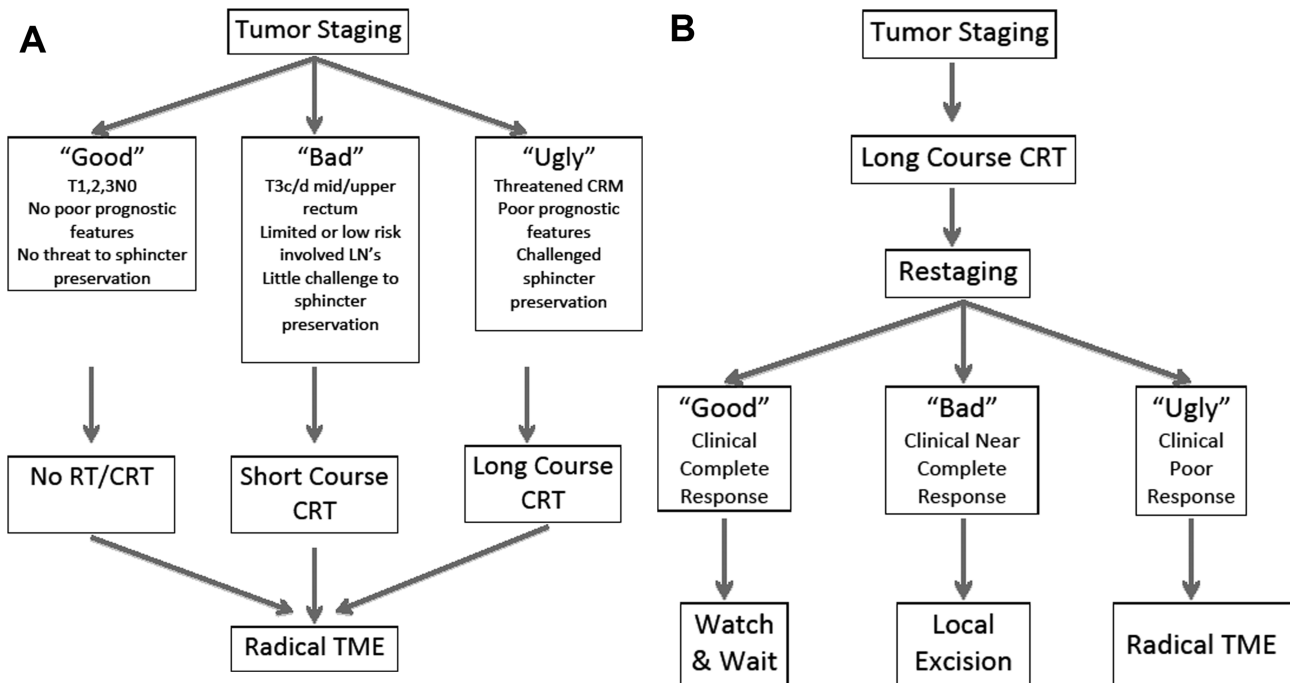 A
Tumor Staging
“Good”
T1,2,3N0
No poor prognostic
features
No threat to sphincter
preservation
“Bad”
T3c/d mid/upper
rectum
Limited or low risk
involved LN’s
Little challenge to
sphincter
preservation
“Ugly”
Threatened CRM
Poor prognostic
features
Challenged
sphincter
preservation
No RT/CRT
Short Course
CRT
Long Course
CRT
Radical TME
B
Tumor Staging
Long Course CRT
Restaging
“Good”
Clinical
Complete
Response
“Bad”
Clinical Near
Complete
Response
“Ugly”
Clinical
Poor
Response
Watch
& Wait
Local
Excision
Radical TME